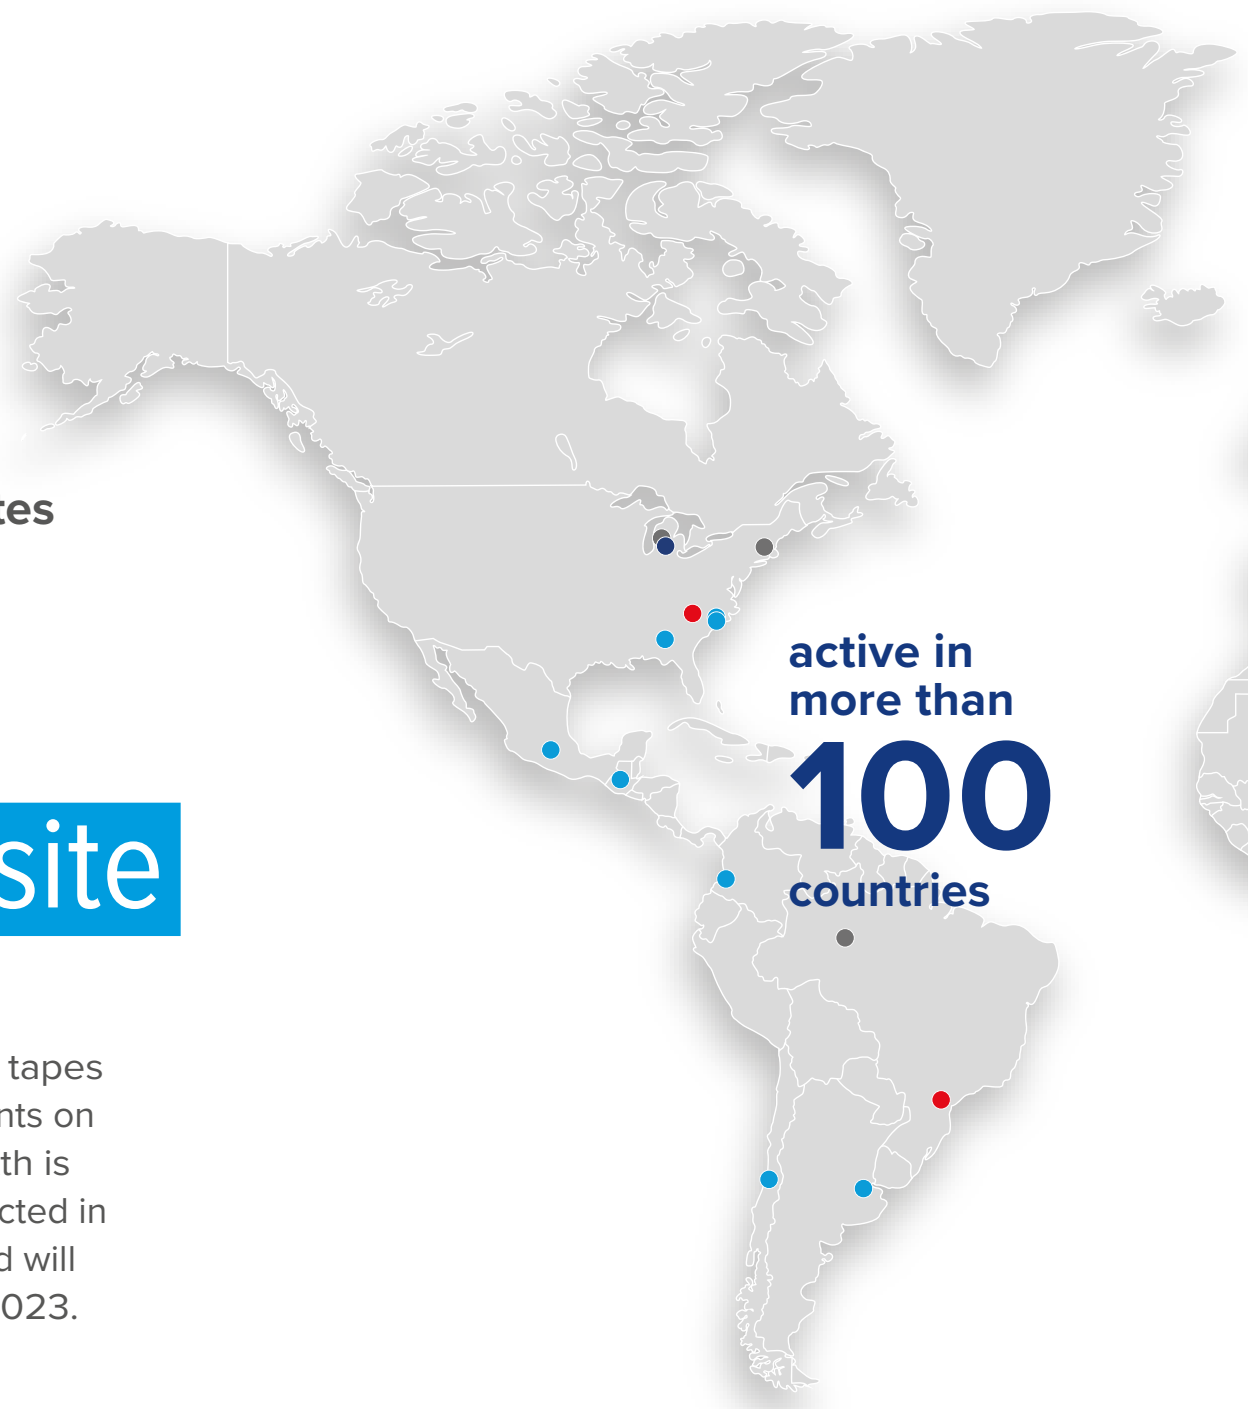 tes
site
tapes
nts on
th is
cted in
d will
023.
active in
more than
100
countries